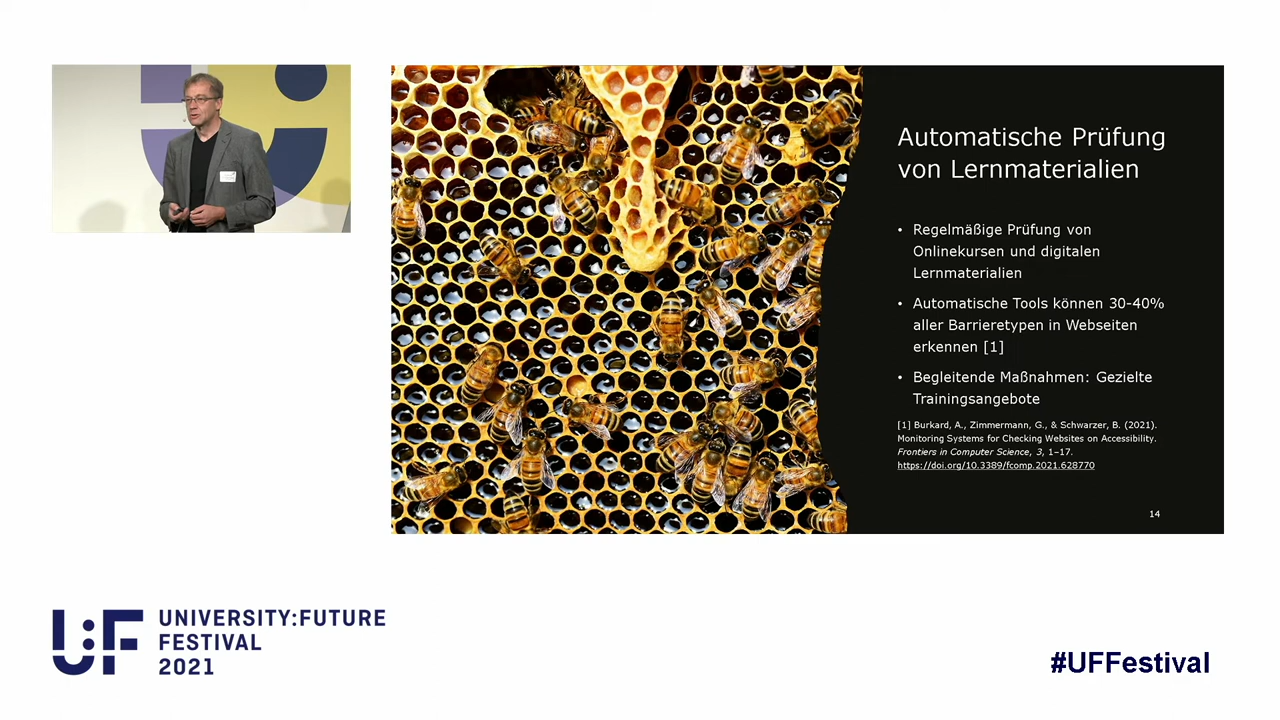 Automatische Prüfung
von Lernmaterialien
• Regelmäßige Prüfung von
Onlinekursen und digitalen
Lernmaterialien
• Automatische Tools können 30-40%
aller Barrieretypen in Webseiten
erkennen [1]
• Begleitende Maßnahmen: Gezielte
Trainingsangebote
[1] Burkard, A., Zimmermann, G., & Schwarzer, B. (2021).
Monitoring Systems for Checking Websites on Accessibility.
Frontiers in Computer Science, 3, 1–17.
https://doi.org/10.3389/fcomp.2021.628770
14
U:F
UNIVERSITY:FUTURE
FESTIVAL
2021
#UFFestival